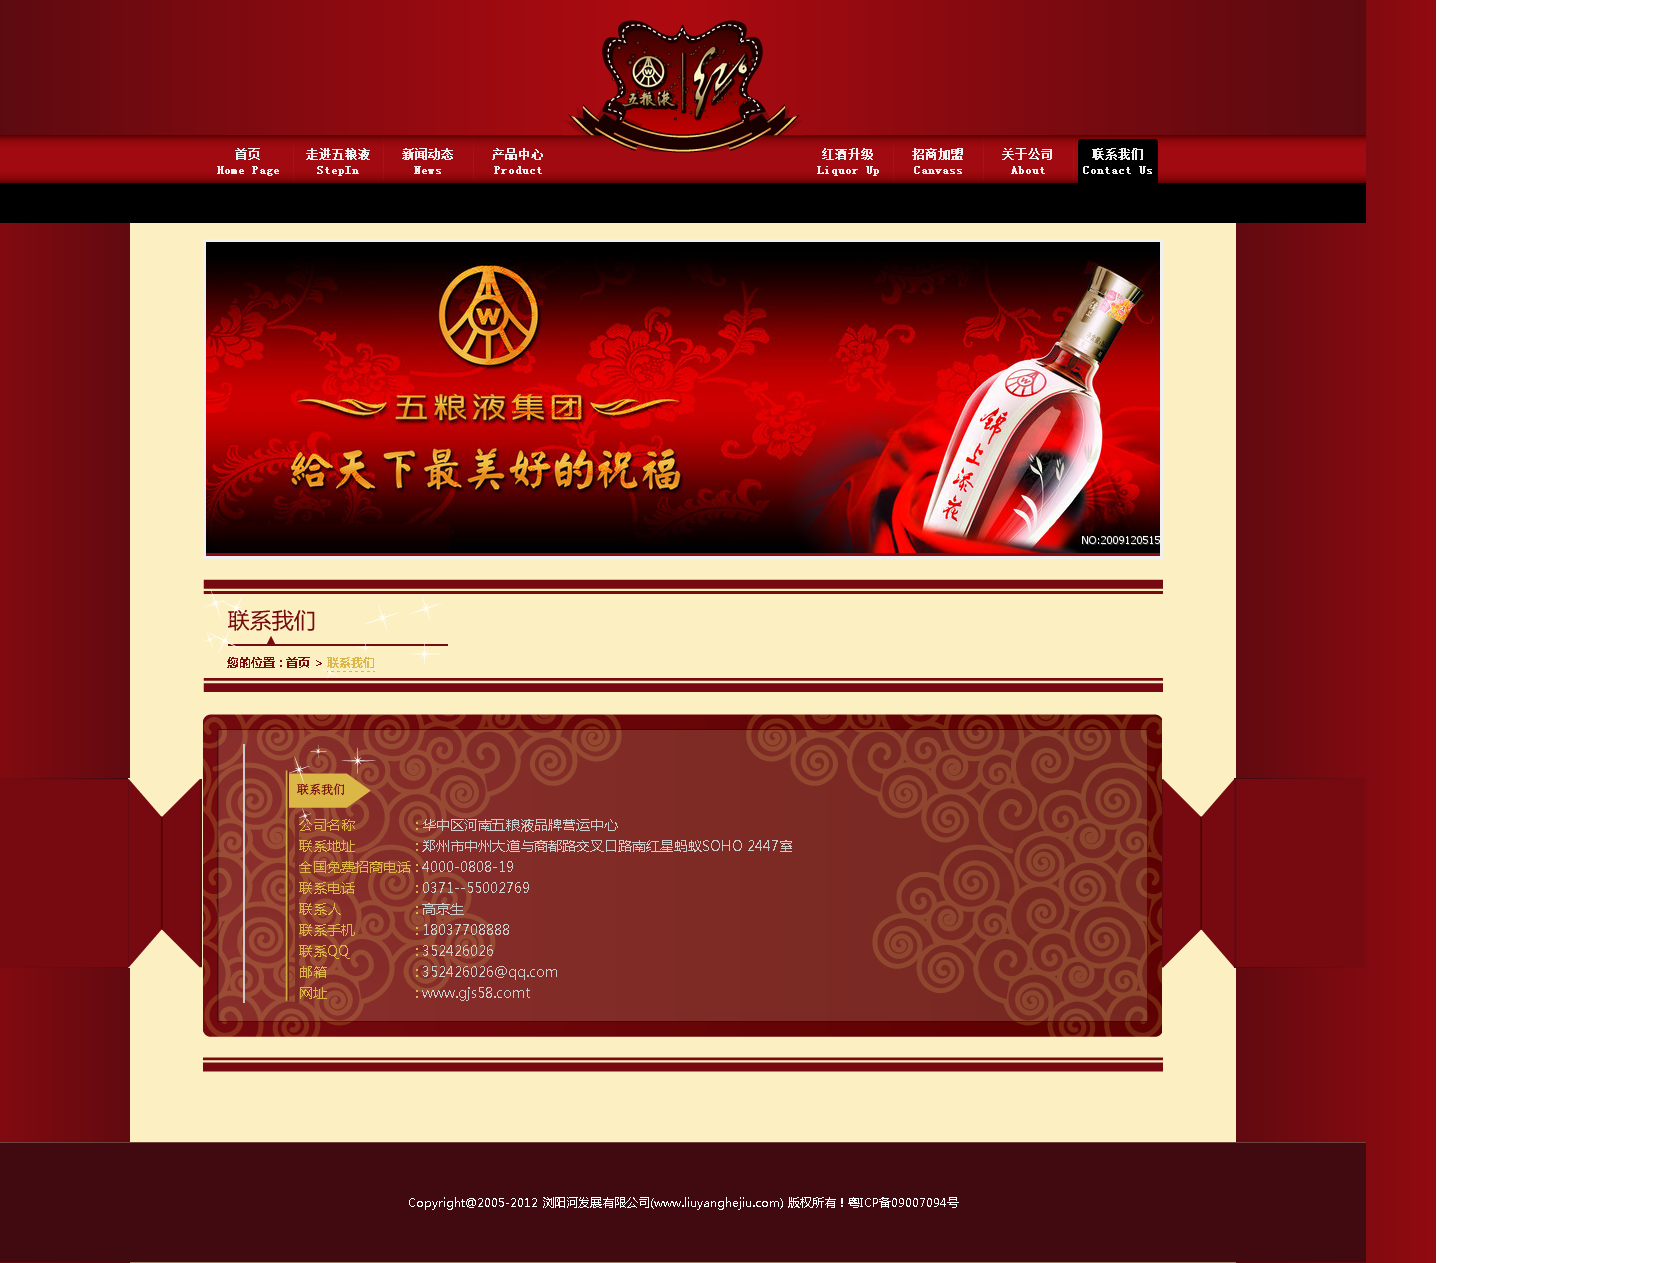 五粮液 红
首页 走进五粮液 新闻动态 产品中心 红酒升级 招商加盟 关于公司 联系我们
Home Page StepIn News Product Liquor Up Canvass About Contact Us
W
五粮液集团
給天下最美好的祝福
錦上添花
NO:2009120515
联系我们
您的位置：首页 > 联系我们
联系我们
公司名称：华中区河南五粮液品牌营运中心
联系地址：郑州市中州大道与商都路交叉口路南红星蚂蚁SOHO 2447室
全国免费招商电话：4000-0808-19
联系电话：0371--55002769
联系人：高京生
联系手机：18037708888
联系QQ：352426026
邮箱：352426026@qq.com
网址：www.gjs58.comt
Copyright@2005-2012 浏阳河发展有限公司(www.liuyanghejiu.com) 版权所有！粤ICP备09007094号